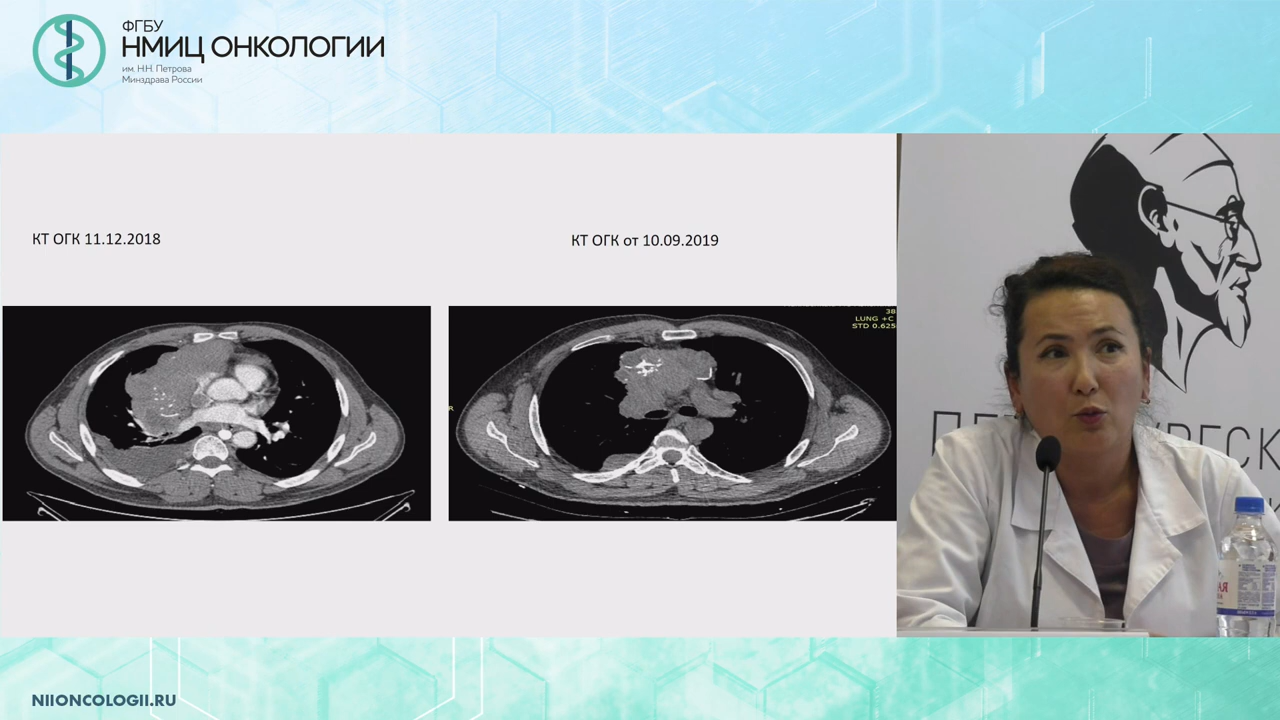 ФГБУ
НМИЦ ОНКОЛОГИИ
им. Н.Н. Петрова
Минздрава России
КТ ОГК 11.12.2018
КТ ОГК от 10.09.2019
38
LUNG +C
STD 0.625
R
NIIONCOLOGII.RU